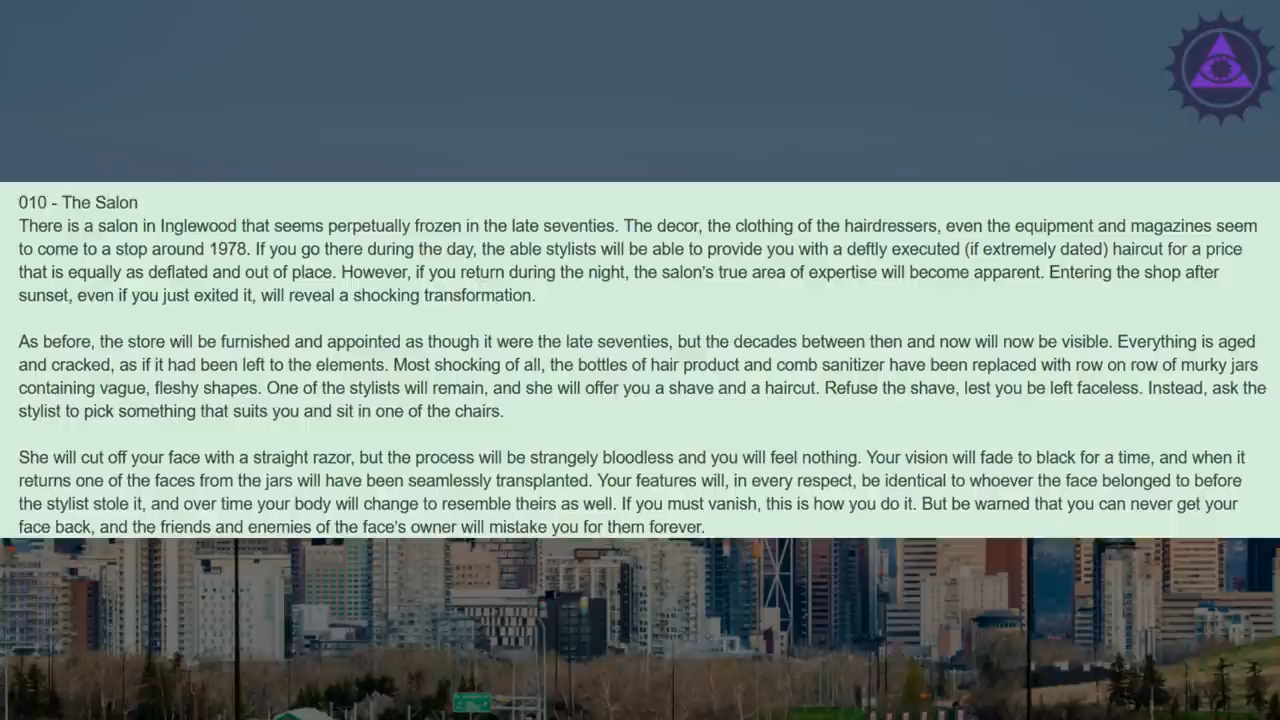 010 - The Salon
There is a salon in Inglewood that seems perpetually frozen in the late seventies. The decor, the clothing of the hairdressers, even the equipment and magazines seem
to come to a stop around 1978. If you go there during the day, the able stylists will be able to provide you with a deftly executed (if extremely dated) haircut for a price
that is equally as deflated and out of place. However, if you return during the night, the salon's true area of expertise will become apparent. Entering the shop after
sunset, even if you just exited it, will reveal a shocking transformation.
As before, the store will be furnished and appointed as though it were the late seventies, but the decades between then and now will now be visible. Everything is aged
and cracked, as if it had been left to the elements. Most shocking of all, the bottles of hair product and comb sanitizer have been replaced with row on row of murky jars
containing vague, fleshy shapes. One of the stylists will remain, and she will offer you a shave and a haircut. Refuse the shave, lest you be left faceless. Instead, ask the
stylist to pick something that suits you and sit in one of the chairs.
She will cut off your face with a straight razor, but the process will be strangely bloodless and you will feel nothing. Your vision will fade to black for a time, and when it
returns one of the faces from the jars will have been seamlessly transplanted. Your features will, in every respect, be identical to whoever the face belonged to before
the stylist stole it, and over time your body will change to resemble theirs as well. If you must vanish, this is how you do it. But be warned that you can never get your
face back, and the friends and enemies of the face's owner will mistake you for them forever.